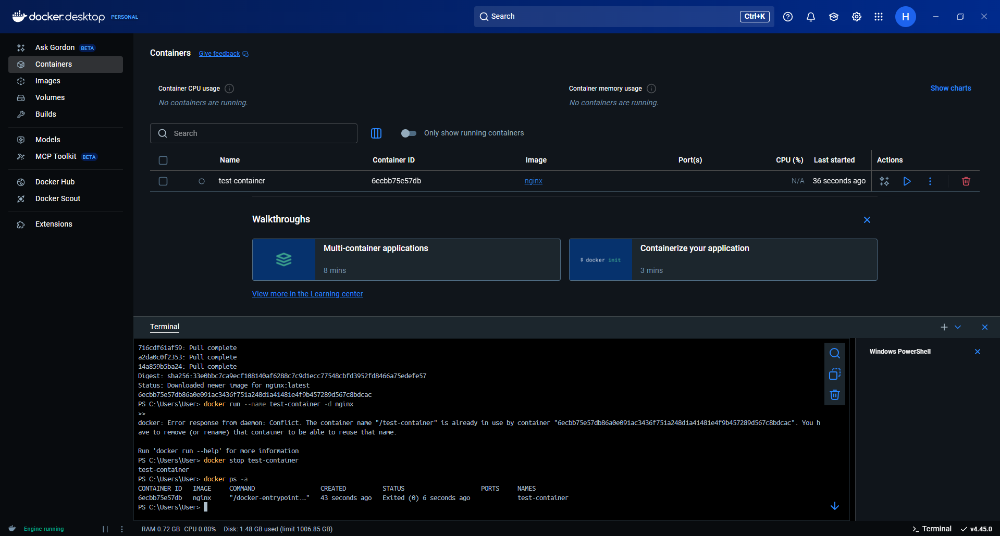 docker.desktop PERSONAL
Search Ctrl+K
H
Ask Gordon BETA
Containers
Images
Volumes
Builds
Models
MCP Toolkit BETA
Docker Hub
Docker Scout
Extensions
Containers Give feedback
Container CPU usage
No containers are running.
Container memory usage
No containers are running.
Show charts
Search
Only show running containers
Name Container ID Image Port(s) CPU (%) Last started Actions
test-container 6ecbb75e57db nginx N/A 36 seconds ago
Walkthroughs
Multi-container applications
8 mins
$ docker init
Containerize your application
3 mins
View more in the Learning center
Terminal
716cdf61af59: Pull complete
a2da0c0f2353: Pull complete
14a859b5ba24: Pull complete
Digest: sha256:33e0bbc7ca9ecf108140af6288c7c9d1ecc77548cbfd3952fd8466a75edefe57
Status: Downloaded newer image for nginx:latest
6ecbb75e57db86a0e091ac3436f751a248d1a41481e4f9b457289d567c8bdcac
PS C:\Users\User> docker run --name test-container -d nginx
>>
docker: Error response from daemon: Conflict. The container name "/test-container" is already in use by container "6ecbb75e57db86a0e091ac3436f751a248d1a41481e4f9b457289d567c8bdcac". You h
ave to remove (or rename) that container to be able to reuse that name.
Run 'docker run --help' for more information
PS C:\Users\User> docker stop test-container
test-container
PS C:\Users\User> docker ps -a
CONTAINER ID IMAGE COMMAND CREATED STATUS PORTS NAMES
6ecbb75e57db nginx "/docker-entrypoint.…" 43 seconds ago Exited (0) 6 seconds ago test-container
PS C:\Users\User>
Windows PowerShell
Engine running
RAM 0.72 GB CPU 0.00% Disk: 1.48 GB used (limit 1006.85 GB)
>_ Terminal
v4.45.0